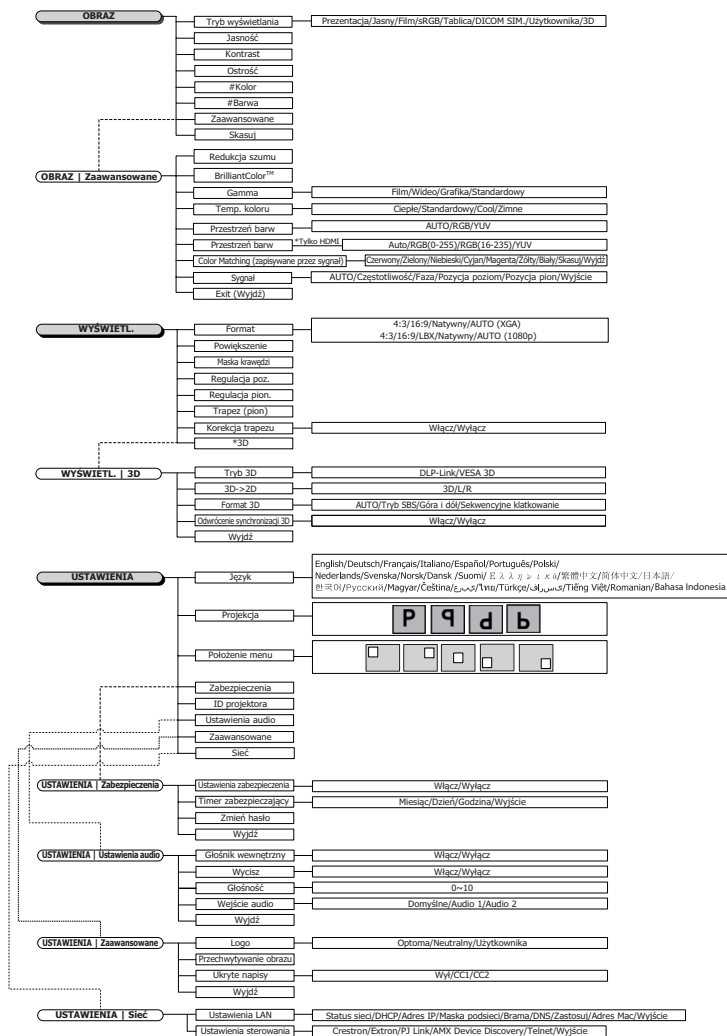 OBRAZ
Tryb wyświetlania
Prezentacja/Jasny/Film/sRGB/Tablica/DICOM SIM./Użytkownika/3D
Jasność
Kontrast
Ostrość
#Kolor
#Barwa
Zaawansowane
Skasuj
OBRAZ | Zaawansowane
Redukcja szumu
BrilliantColor™
Gamma
Film/Wideo/Grafika/Standardowy
Temp. koloru
Ciepłe/Standardowy/Cool/Zimne
Przestrzeń barw
AUTO/RGB/YUV
Przestrzeń barw
*Tylko HDMI
Auto/RGB(0-255)/RGB(16-235)/YUV
Color Matching (zapisywane przez sygnał)
Czerwony/Zielony/Niebieski/Cyjan/Magenta/Żółty/Biały/Skasuj/Wyjdź
Sygnał
AUTO/Częstotliwość/Faza/Pozycja poziom/Pozycja pion/Wyjście
Exit (Wyjdź)
WYŚWIETL.
Format
4:3/16:9/Natywny/AUTO (XGA)
4:3/16:9/LBX/Natywny/AUTO (1080p)
Powiększenie
Maska krawędzi
Regulacja poz.
Regulacja pion.
Trapez (pion)
Korekcja trapezu
Włącz/Wyłącz
*3D
WYŚWIETL. | 3D
Tryb 3D
DLP-Link/VESA 3D
3D->2D
3D/L/R
Format 3D
AUTO/Tryb SBS/Góra i dół/Sekwencyjne klatkowanie
Odwrócenie synchronizacji 3D
Włącz/Wyłącz
Wyjdź
USTAWIENIA
Język
English/Deutsch/Français/Italiano/Español/Português/Polski/
Nederlands/Svenska/Norsk/Dansk /Suomi/ Ελληνικά/繁體中文/简体中文/日本語/
한국어/Русский/Magyar/Čeština/عربي/ไทย/Türkçe/فارسی/Tiếng Việt/Romanian/Bahasa Indonesia
Projekcja
P P P P
Położenie menu
Zabezpieczenia
ID projektora
Ustawienia audio
Zaawansowane
Sieć
USTAWIENIA | Zabezpieczenia
Ustawienia zabezpieczenia
Włącz/Wyłącz
Timer zabezpieczający
Miesiąc/Dzień/Godzina/Wyjście
Zmień hasło
Wyjdź
USTAWIENIA | Ustawienia audio
Głośnik wewnętrzny
Włącz/Wyłącz
Wycisz
Włącz/Wyłącz
Głośność
0~10
Wejście audio
Domyślne/Audio 1/Audio 2
Wyjdź
USTAWIENIA | Zaawansowane
Logo
Optoma/Neutralny/Użytkownika
Przechwytywanie obrazu
Ukryte napisy
Wył/CC1/CC2
Wyjdź
USTAWIENIA | Sieć
Ustawienia LAN
Status sieci/DHCP/Adres IP/Maska podsieci/Brama/DNS/Zastosuj/Adres Mac/Wyjście
Ustawienia sterowania
Crestron/Extron/PJ Link/AMX Device Discovery/Telnet/Wyjście